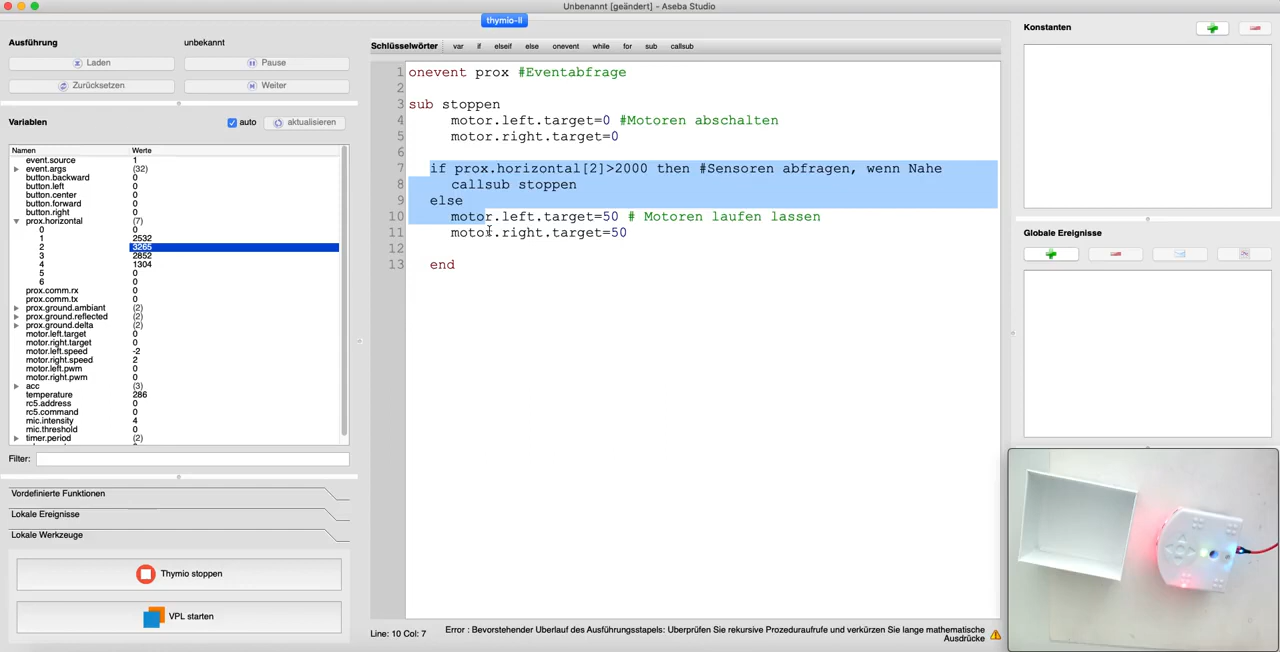 Unbenannt [geändert] - Aseba Studio
thymio-II
Ausführung unbekannt
Laden Pause
Zurücksetzen Weiter
Variablen auto aktualisieren
Namen Werte
event.source 1
event.args (32)
button.backward 0
button.left 0
button.center 0
button.forward 0
button.right 0
prox.horizontal (7)
0 0
1 2532
2 3265
3 2852
4 1304
5 0
6 0
prox.comm.rx 0
prox.comm.tx 0
prox.ground.ambiant (2)
prox.ground.reflected (2)
prox.ground.delta (2)
motor.left.target 0
motor.right.target 0
motor.left.speed -2
motor.right.speed 2
motor.left.pwm 0
motor.right.pwm 0
acc (3)
temperature 286
rc5.address 0
rc5.command 0
mic.intensity 4
mic.threshold 0
timer.period (2)
Filter:
Vordefinierte Funktionen
Lokale Ereignisse
Lokale Werkzeuge
Thymio stoppen
VPL starten
Schlüsselwörter var if elseif else onevent while for sub callsub
1 onevent prox #Eventabfrage
2
3 sub stoppen
4 motor.left.target=0 #Motoren abschalten
5 motor.right.target=0
6
7 if prox.horizontal[2]>2000 then #Sensoren abfragen, wenn Nahe
8 callsub stoppen
9 else
10 motor.left.target=50 # Motoren laufen lassen
11 motor.right.target=50
12
13 end
Line: 10 Col: 7
Error : Bevorstehender Uberlauf des Ausführungsstapels: Uberprüfen Sie rekursive Prozeduraufrufe und verkürzen Sie lange mathematische
Ausdrücke
Konstanten
Globale Ereignisse